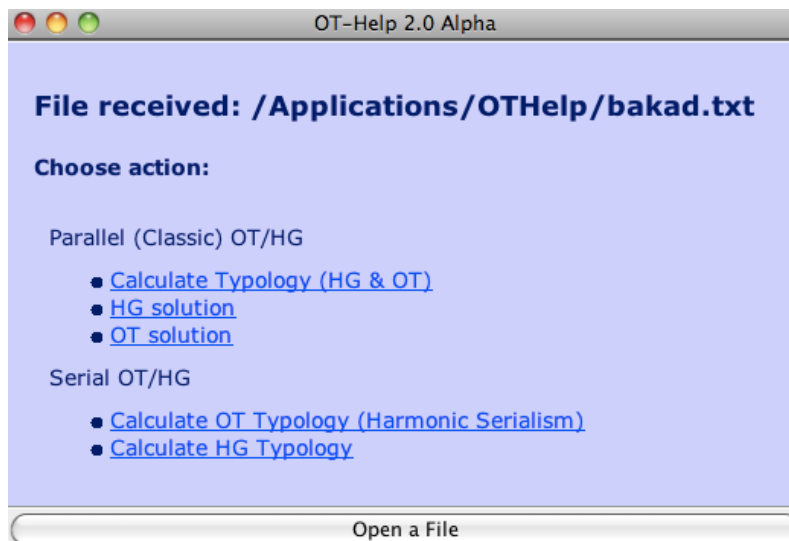 OT-Help 2.0 Alpha
File received: /Applications/OTHelp/bakad.txt
Choose action:
Parallel (Classic) OT/HG
Calculate Typology (HG & OT)
HG solution
OT solution
Serial OT/HG
Calculate OT Typology (Harmonic Serialism)
Calculate HG Typology
Open a File